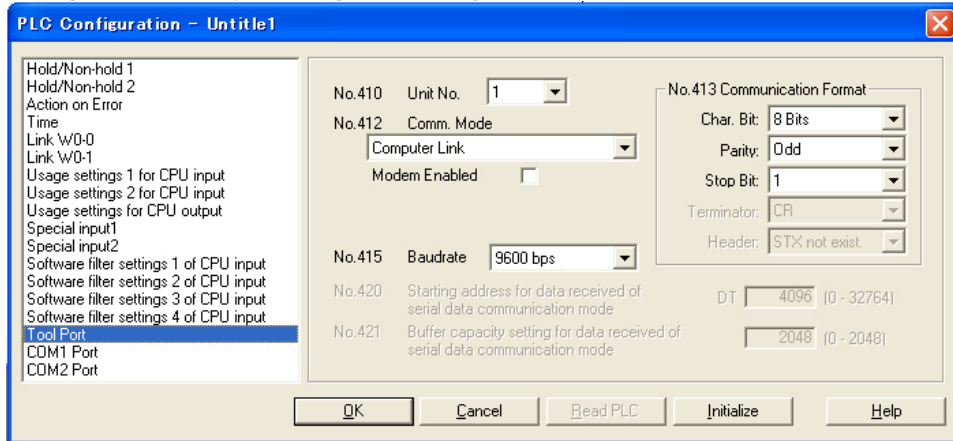 PLC Configuration - Untitle1
Hold/Non-hold 1
Hold/Non-hold 2
Action on Error
Time
Link W0-0
Link W0-1
Usage settings 1 for CPU input
Usage settings 2 for CPU input
Usage settings for CPU output
Special input1
Special input2
Software filter settings 1 of CPU input
Software filter settings 2 of CPU input
Software filter settings 3 of CPU input
Software filter settings 4 of CPU input
Tool Port
COM1 Port
COM2 Port
No.410 Unit No. 1
No.412 Comm. Mode
Computer Link
Modem Enabled
No.413 Communication Format
Char. Bit: 8 Bits
Parity: Odd
Stop Bit: 1
Terminator: CR
Header: STX not exist.
No.415 Baudrate 9600 bps
No.420 Starting address for data received of
serial data communication mode
DT 4096 (0 - 32764)
No.421 Buffer capacity setting for data received of
serial data communication mode
2048 (0 - 2048)
OK Cancel Read PLC Initialize Help